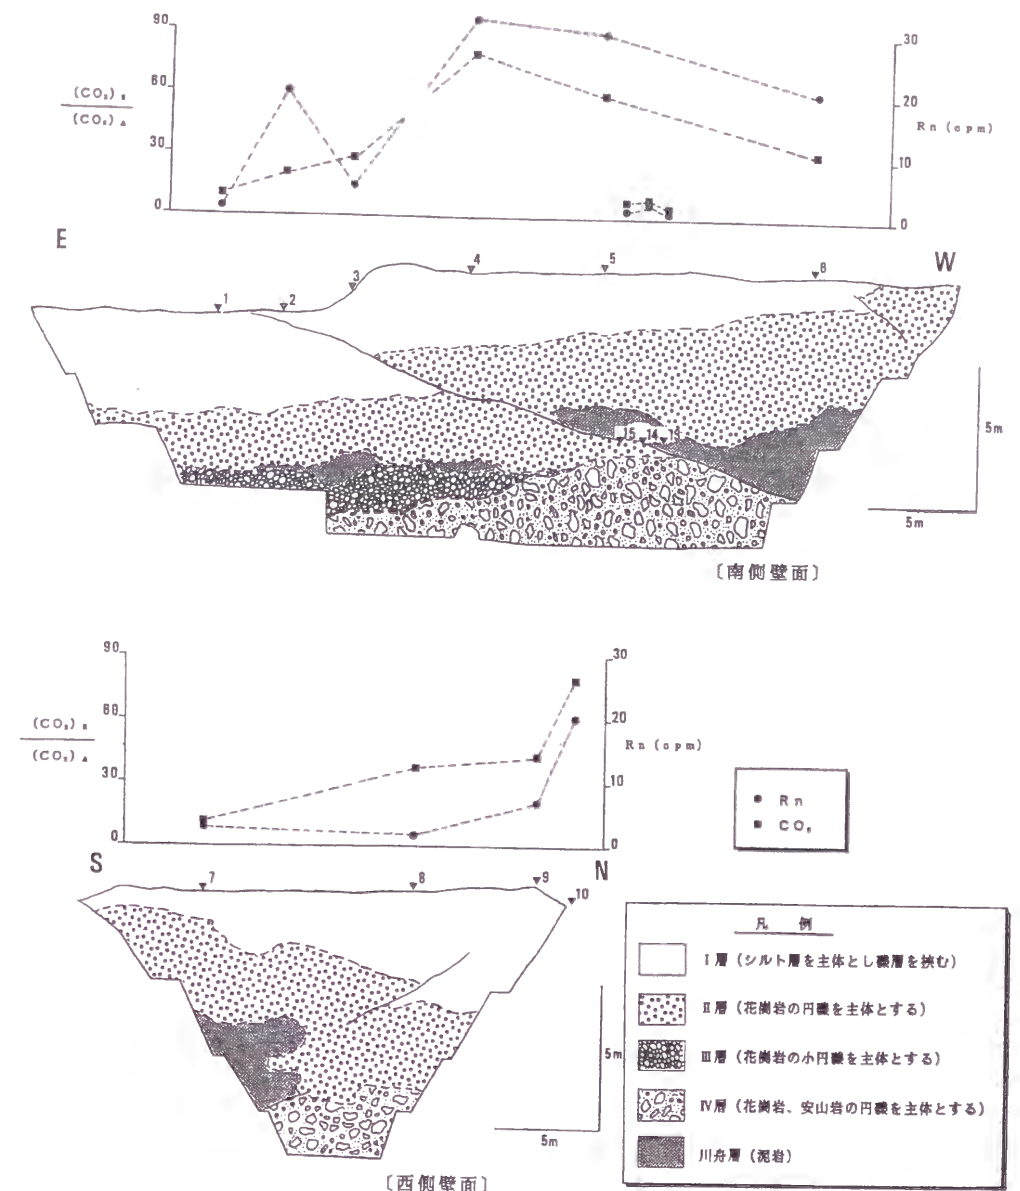 90
60
30
0
(CO₂)
(CO₂) A
30
20
10
0
Rn (cpm)
E
W
1
2
3
4
5
6
15 14
5m
5m
〔南側壁面〕
90
60
30
0
(CO₂)
(CO₂) A
30
20
10
0
Rn (cpm)
S
N
7
8
9
10
5m
5m
〔西側壁面〕
Rn
CO₂
凡 例
Ⅰ層 (シルト層を主体とし礫層を挟む)
Ⅱ層 (花崗岩の円礫を主体とする)
Ⅲ層 (花崗岩の小円礫を主体とする)
Ⅳ層 (花崗岩、安山岩の円礫を主体とする)
川舟層 (泥岩)